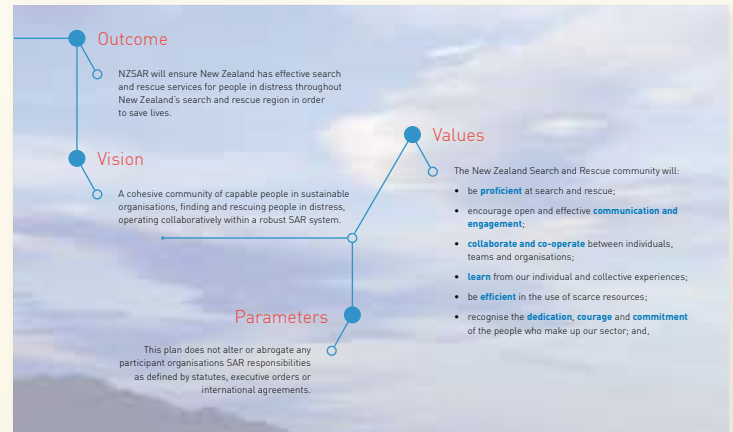 Outcome
NZSAR will ensure New Zealand has effective search
and rescue services for people in distress throughout
New Zealand's search and rescue region in order
to save lives.
Vision
A cohesive community of capable people in sustainable
organisations, finding and rescuing people in distress,
operating collaboratively within a robust SAR system.
Parameters
This plan does not alter or abrogate any
participant organisations SAR responsibilities
as defined by statutes, executive orders or
international agreements.
Values
The New Zealand Search and Rescue community will:
• be proficient at search and rescue;
• encourage open and effective communication and
engagement;
• collaborate and co-operate between individuals,
teams and organisations;
• learn from our individual and collective experiences;
• be efficient in the use of scarce resources;
• recognise the dedication, courage and commitment
of the people who make up our sector; and,